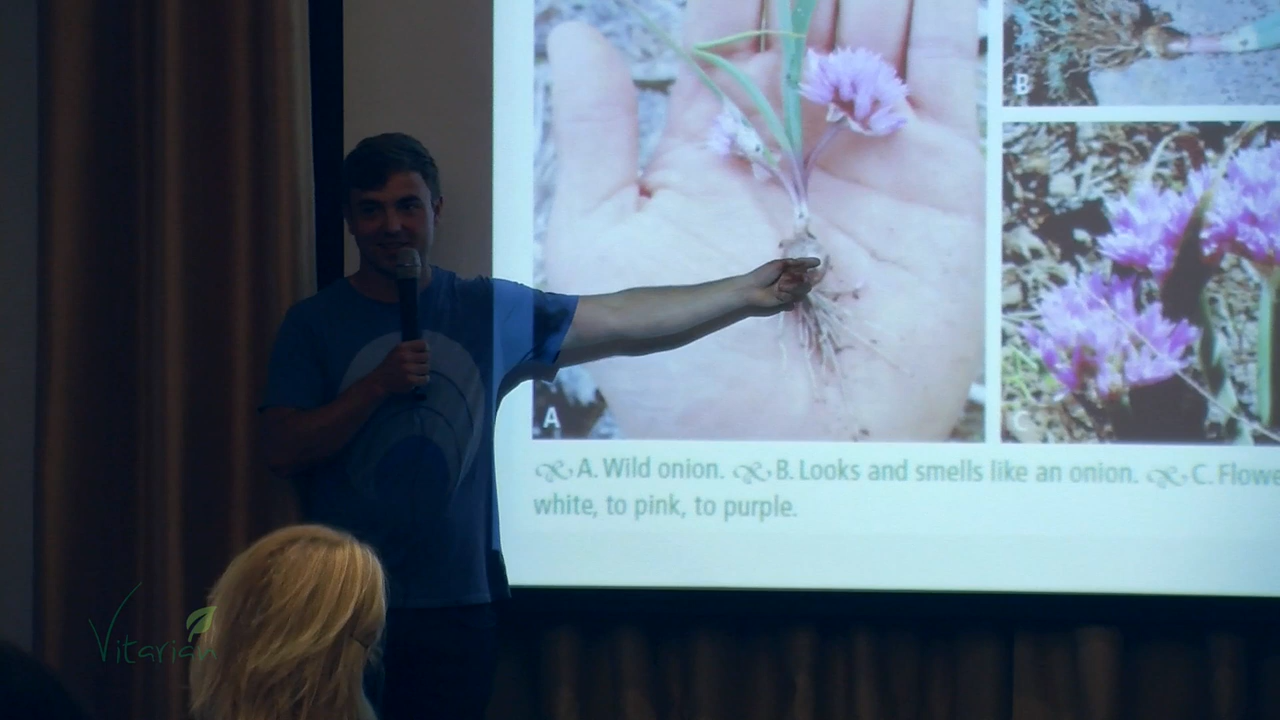 B
A
C
A. Wild onion. B. Looks and smells like an onion. C. Flowe
white, to pink, to purple.
Vitarian